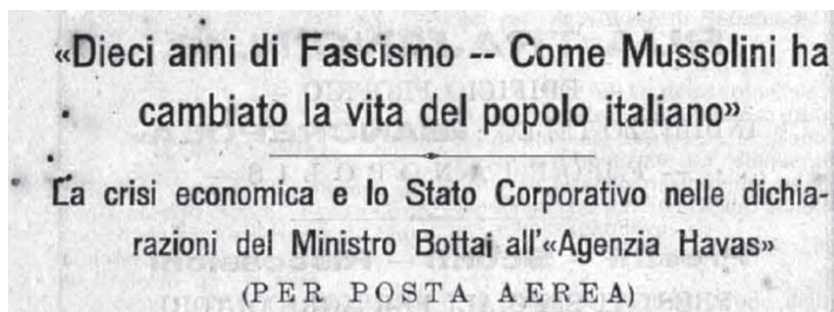 «Dieci anni di Fascismo -- Come Mussolini ha
cambiato la vita del popolo italiano»
La crisi economica e lo Stato Corporativo nelle dichia-
razioni del Ministro Bottai all'«Agenzia Havas»
(PER POSTA AEREA)